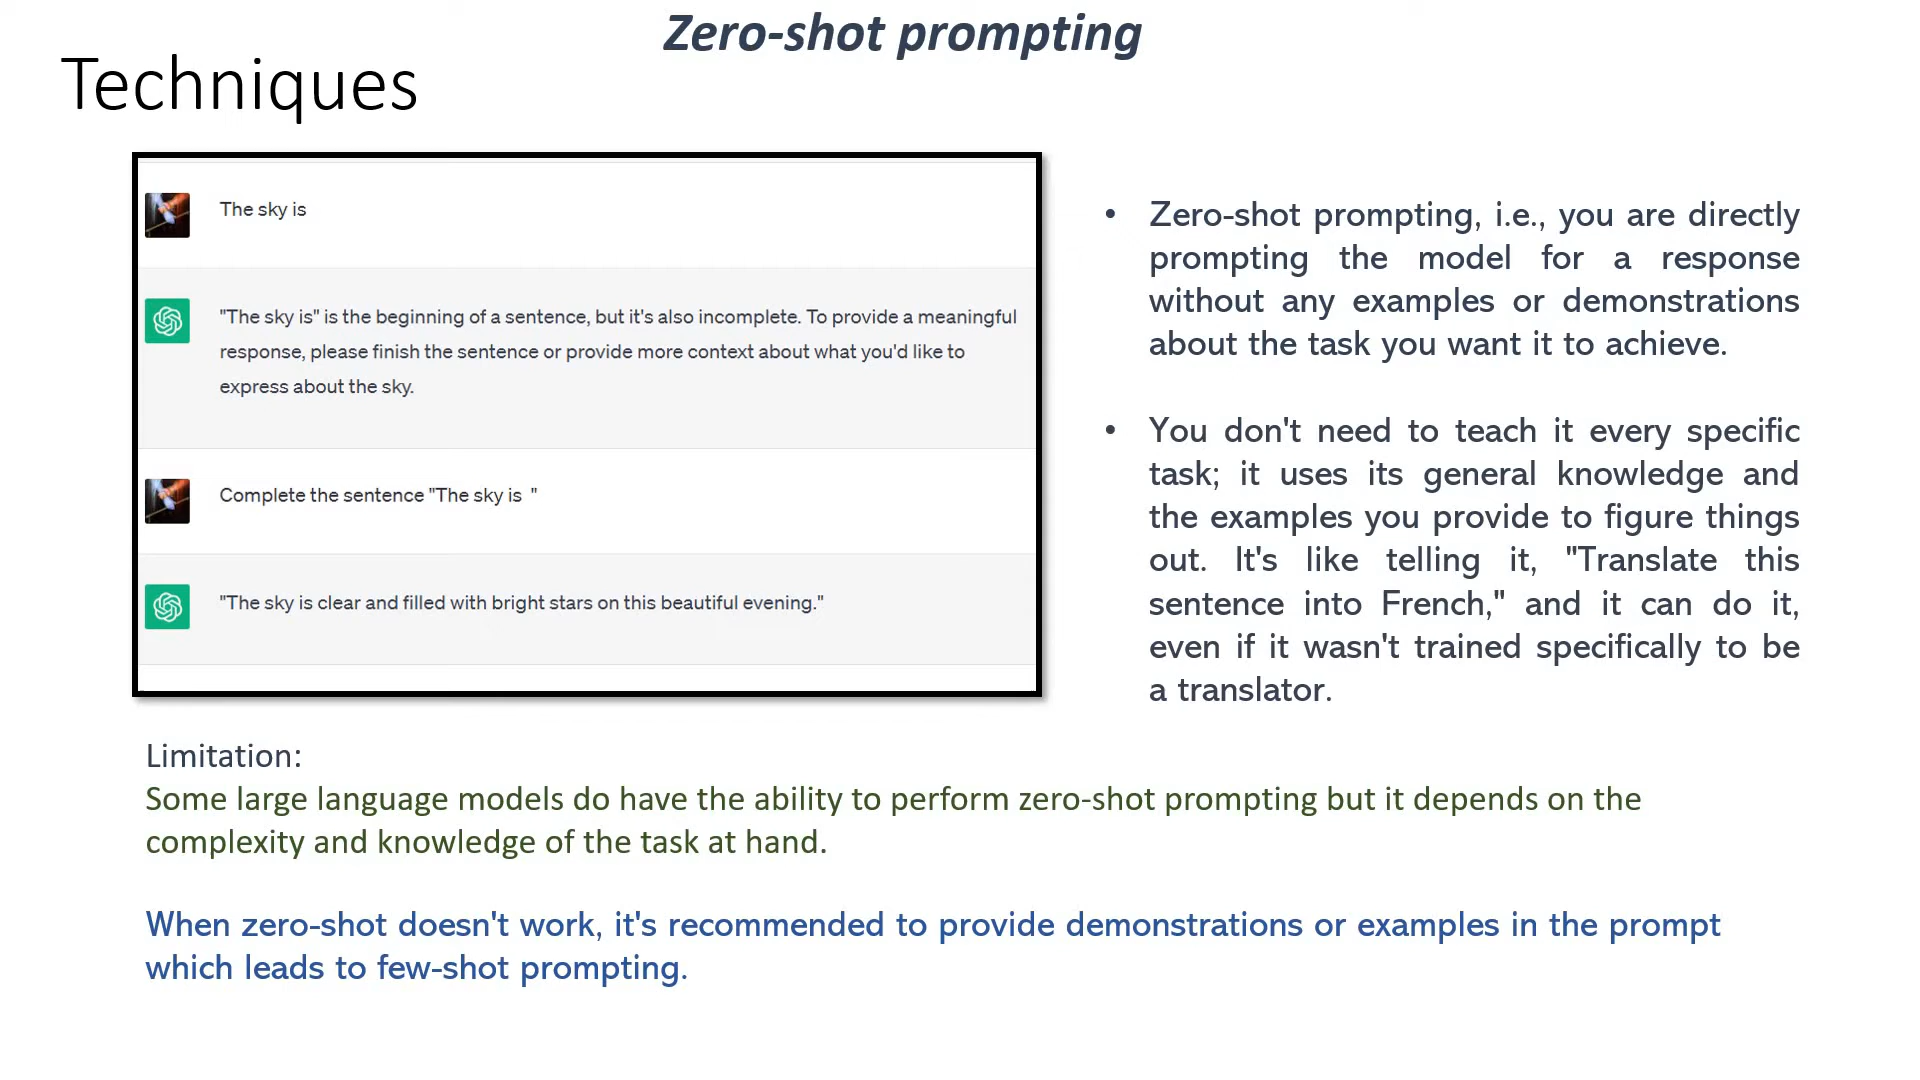 Zero-shot prompting
Techniques
The sky is
"The sky is" is the beginning of a sentence, but it's also incomplete. To provide a meaningful
response, please finish the sentence or provide more context about what you'd like to
express about the sky.
Complete the sentence "The sky is  "
"The sky is clear and filled with bright stars on this beautiful evening."
• Zero-shot prompting, i.e., you are directly
prompting the model for a response
without any examples or demonstrations
about the task you want it to achieve.
• You don't need to teach it every specific
task; it uses its general knowledge and
the examples you provide to figure things
out. It's like telling it, "Translate this
sentence into French," and it can do it,
even if it wasn't trained specifically to be
a translator.
Limitation:
Some large language models do have the ability to perform zero-shot prompting but it depends on the
complexity and knowledge of the task at hand.
When zero-shot doesn't work, it's recommended to provide demonstrations or examples in the prompt
which leads to few-shot prompting.